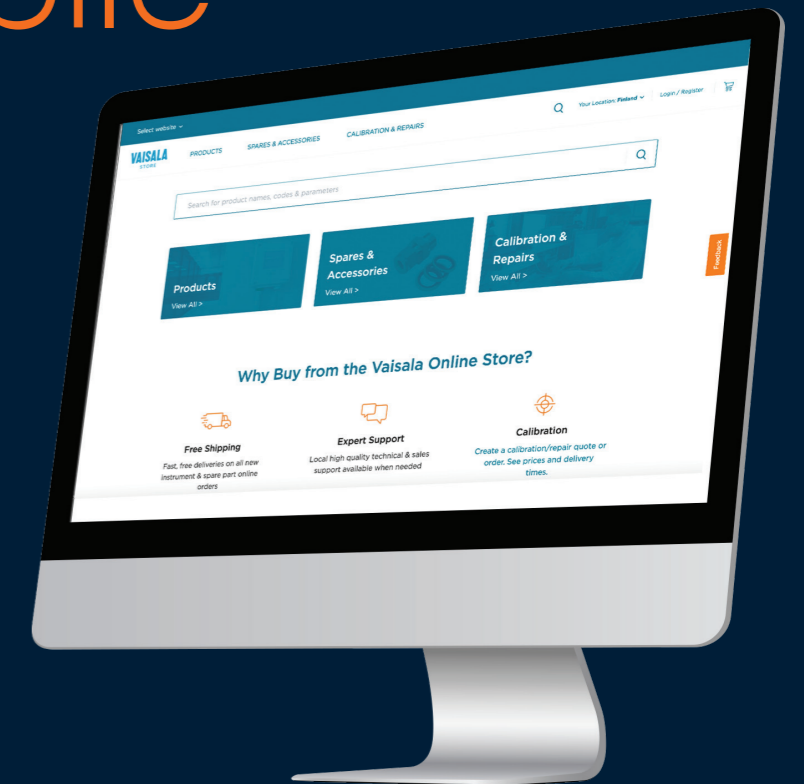 Select website
Your Location: Finland
Login / Register
VAISALA
STORE
PRODUCTS
SPARES & ACCESSORIES
CALIBRATION & REPAIRS
Search for product names, codes & parameters
Products
View All >
Spares &
Accessories
View All >
Calibration &
Repairs
View All >
Feedback
Why Buy from the Vaisala Online Store?
Free Shipping
Fast, free deliveries on all new
instrument & spare part online
orders
Expert Support
Local high quality technical & sales
support available when needed
Calibration
Create a calibration/repair quote or
order. See prices and delivery
times.